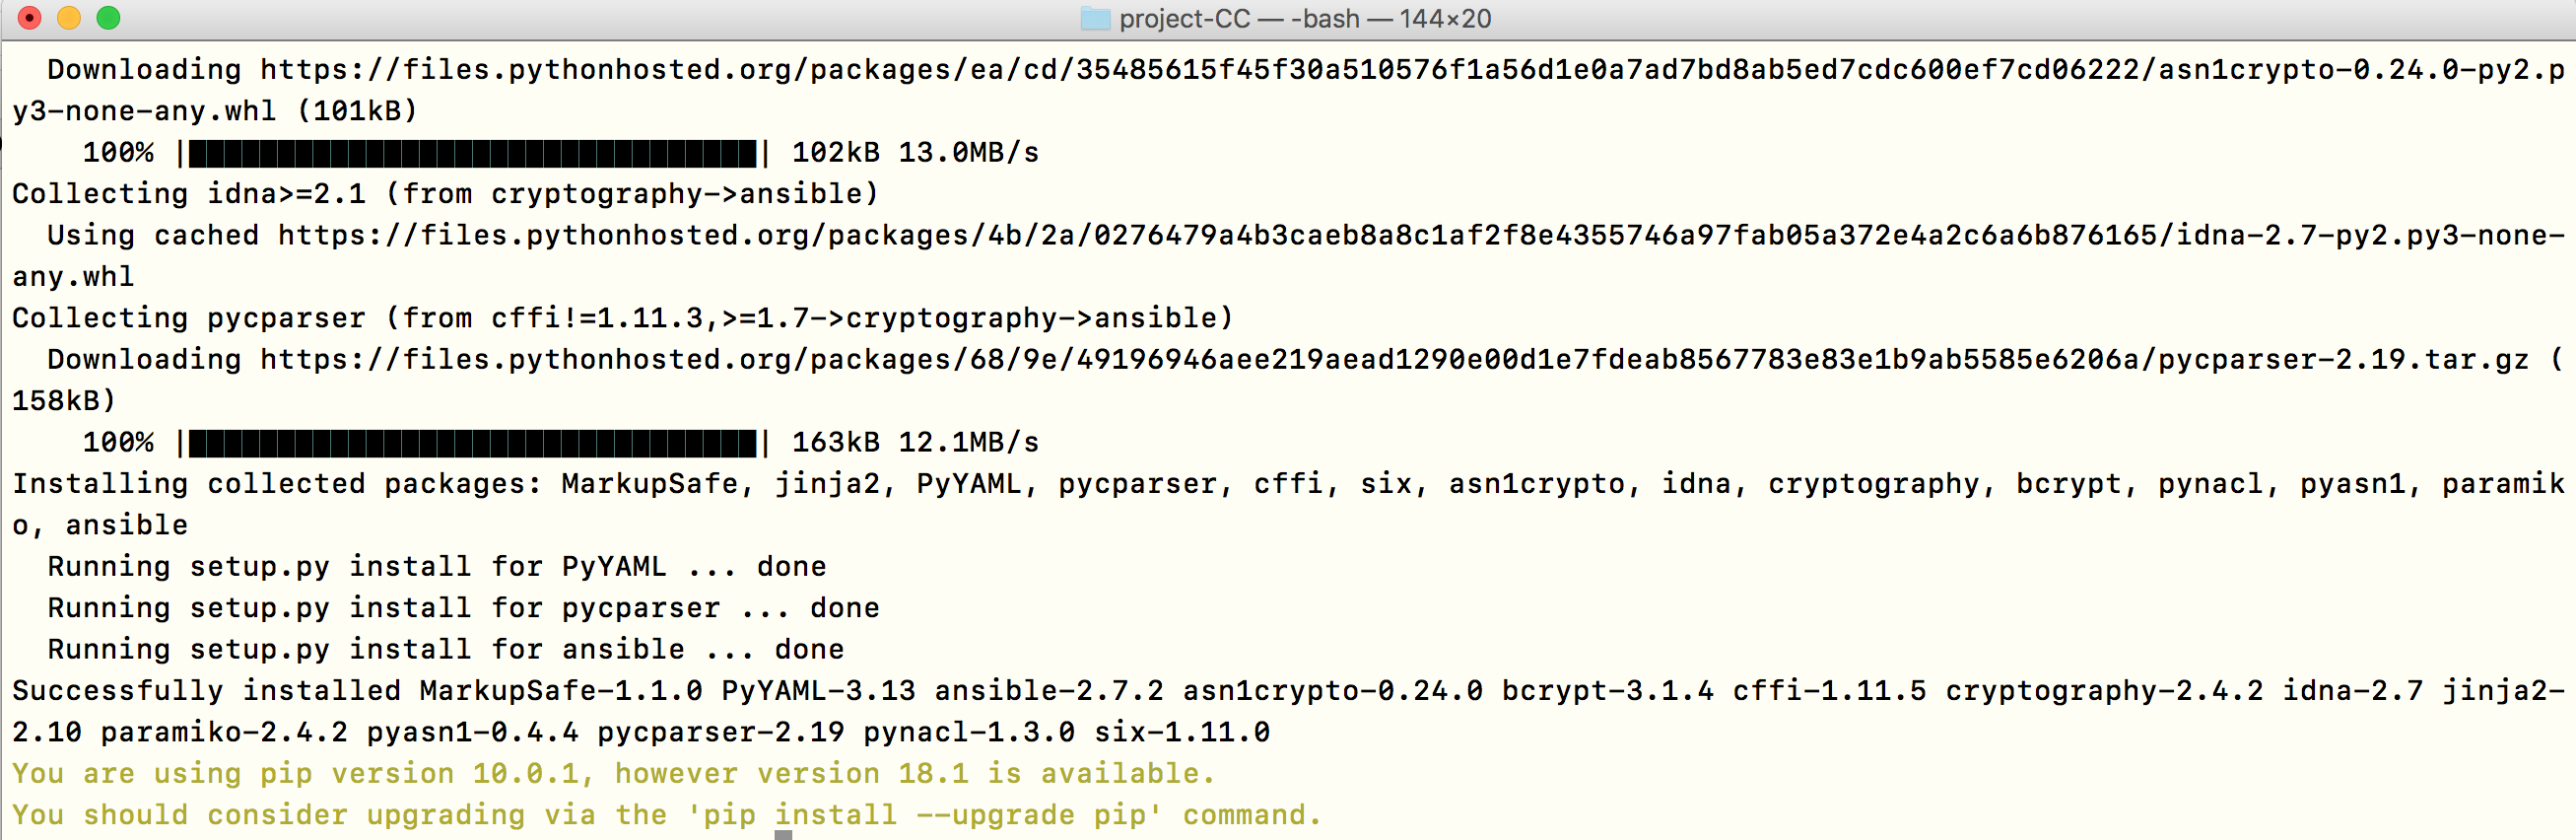 project-CC — -bash — 144×20
Downloading https://files.pythonhosted.org/packages/ea/cd/35485615f45f30a510576f1a56d1e0a7ad7bd8ab5ed7cdc600ef7cd06222/asn1crypto-0.24.0-py2.p
y3-none-any.whl (101kB)
100% |████████████████████████████████| 102kB 13.0MB/s
Collecting idna>=2.1 (from cryptography->ansible)
Using cached https://files.pythonhosted.org/packages/4b/2a/0276479a4b3caeb8a8c1af2f8e4355746a97fab05a372e4a2c6a6b876165/idna-2.7-py2.py3-none-
any.whl
Collecting pycparser (from cffi!=1.11.3,>=1.7->cryptography->ansible)
Downloading https://files.pythonhosted.org/packages/68/9e/49196946aee219aead1290e00d1e7fdeab8567783e83e1b9ab5585e6206a/pycparser-2.19.tar.gz (
158kB)
100% |████████████████████████████████| 163kB 12.1MB/s
Installing collected packages: MarkupSafe, jinja2, PyYAML, pycparser, cffi, six, asn1crypto, idna, cryptography, bcrypt, pynacl, pyasn1, paramik
o, ansible
Running setup.py install for PyYAML ... done
Running setup.py install for pycparser ... done
Running setup.py install for ansible ... done
Successfully installed MarkupSafe-1.1.0 PyYAML-3.13 ansible-2.7.2 asn1crypto-0.24.0 bcrypt-3.1.4 cffi-1.11.5 cryptography-2.4.2 idna-2.7 jinja2-
2.10 paramiko-2.4.2 pyasn1-0.4.4 pycparser-2.19 pynacl-1.3.0 six-1.11.0
You are using pip version 10.0.1, however version 18.1 is available.
You should consider upgrading via the 'pip install --upgrade pip' command.